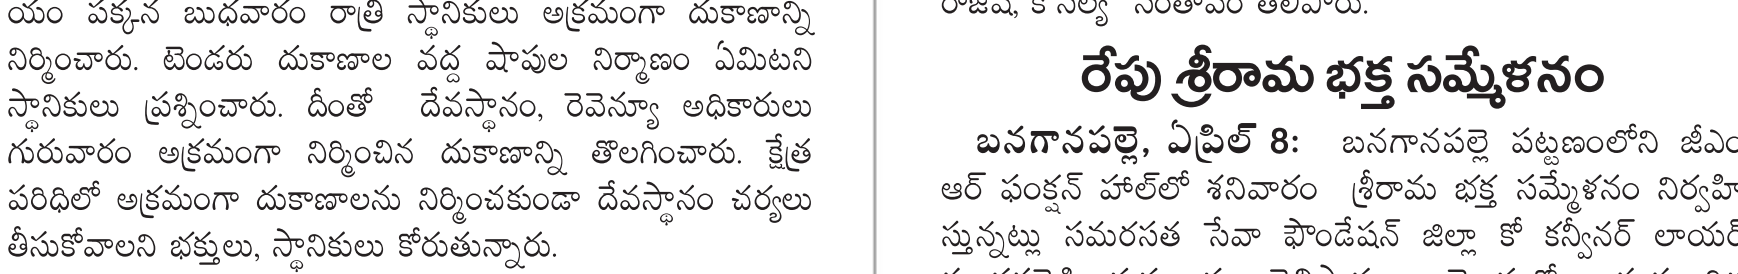 యం పక్కన బుధవారం రాత్రి స్థానికులు అక్రమంగా దుకాణాన్ని
నిర్మించారు. టెండరు దుకాణాల వద్ద షాపుల నిర్మాణం ఏమిటని
స్థానికులు ప్రశ్నించారు. దీంతో దేవస్థానం, రెవెన్యూ అధికారులు
గురువారం అక్రమంగా నిర్మించిన దుకాణాన్ని తొలగించారు. క్షేత్ర
పరిధిలో అక్రమంగా దుకాణాలను నిర్మించకుండా దేవస్థానం చర్యలు
తీసుకోవాలని భక్తులు, స్థానికులు కోరుతున్నారు.
రేపు శ్రీరామ భక్త సమ్మేళనం
బనగానపల్లె, ఏప్రిల్ 8: బనగానపల్లె పట్టణంలోని జీఎం
ఆర్ ఫంక్షన్ హాల్‌లో శనివారం శ్రీరామ భక్త సమ్మేళనం నిర్వహి
స్తున్నట్లు సమరసత సేవా ఫౌండేషన్ జిల్లా కో కన్వీనర్ లాయర్